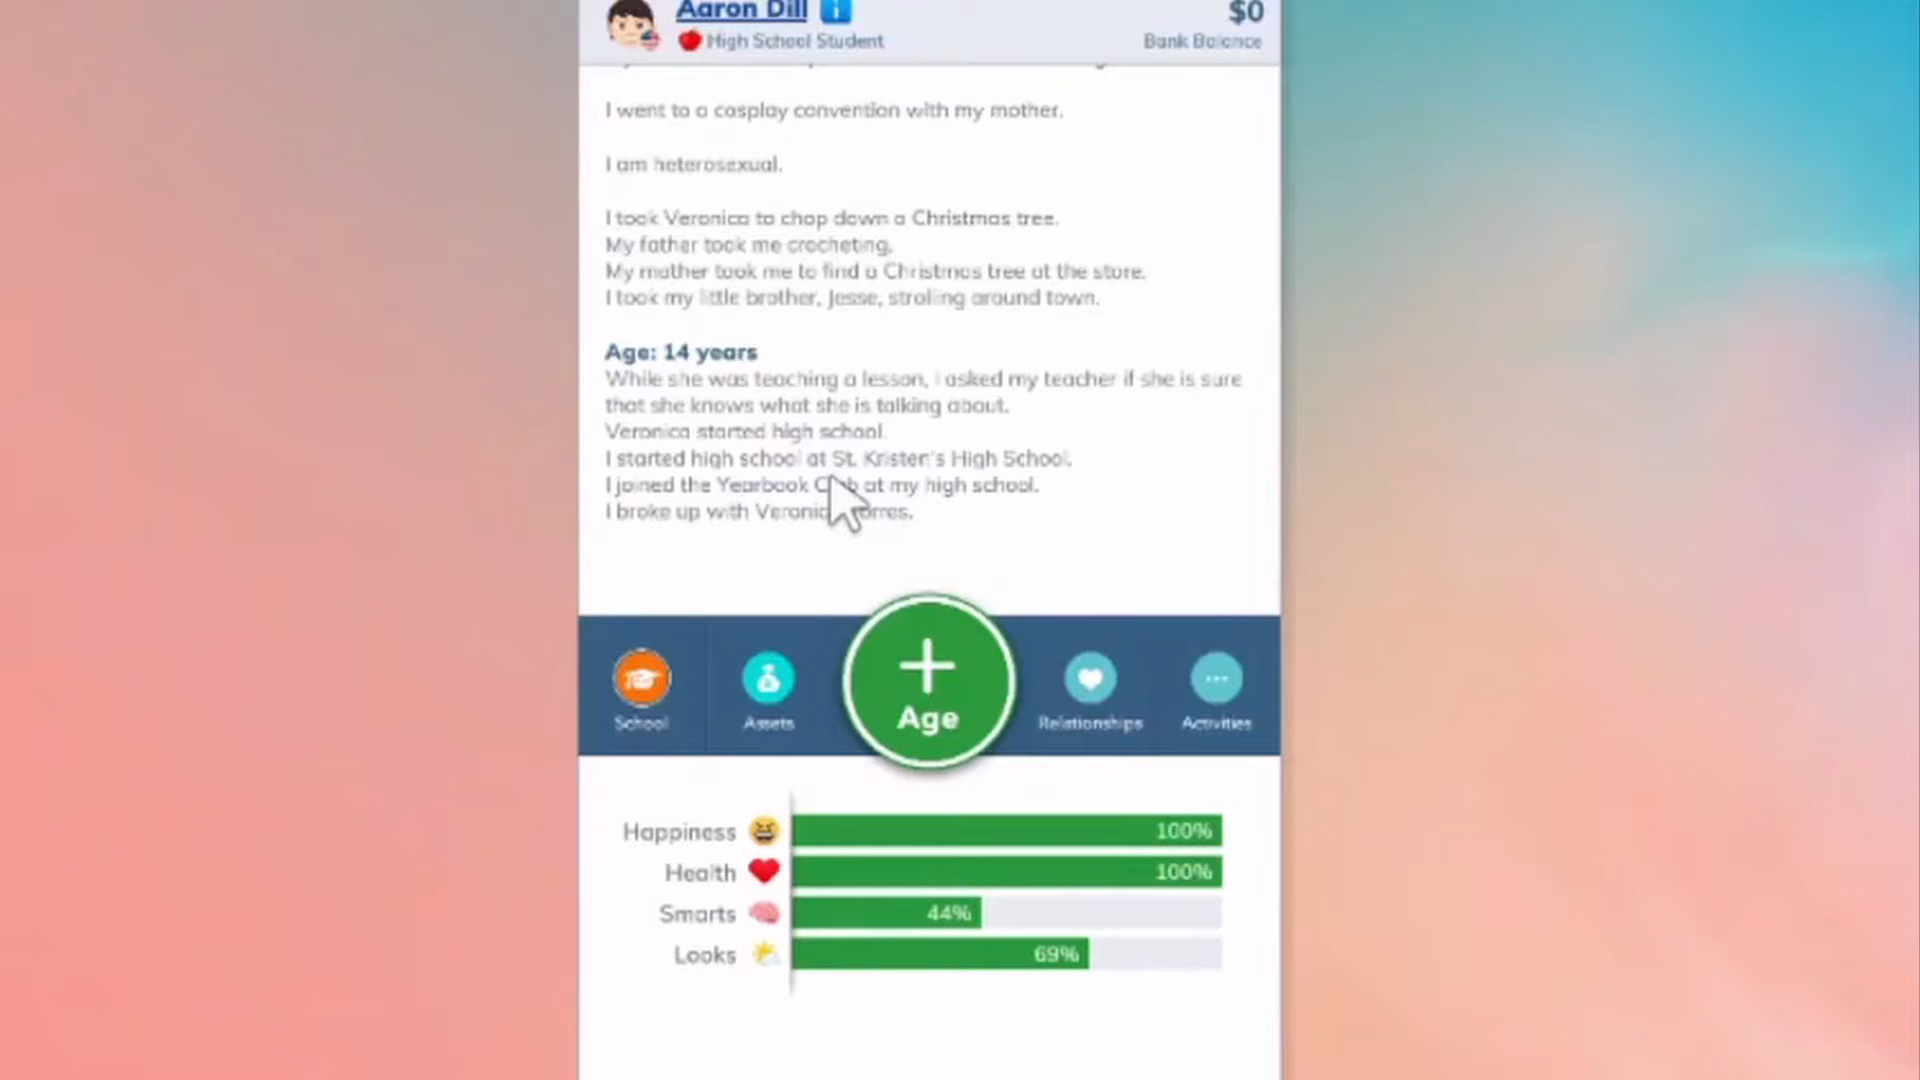 Aaron Dill
$0
High School Student
Bank Balance
I went to a cosplay convention with my mother.
I am heterosexual.
I took Veronica to chop down a Christmas tree.
My father took me crocheting.
My mother took me to find a Christmas tree at the store.
I took my little brother, Jesse, strolling around town.
Age: 14 years
While she was teaching a lesson, I asked my teacher if she is sure
that she knows what she is talking about.
Veronica started high school.
I started high school at St. Kristen's High School.
I joined the Yearbook Club at my high school.
I broke up with Veronica
School
Assets
+
Age
Relationships
Activities
Happiness 100%
Health 100%
Smarts 44%
Looks 69%